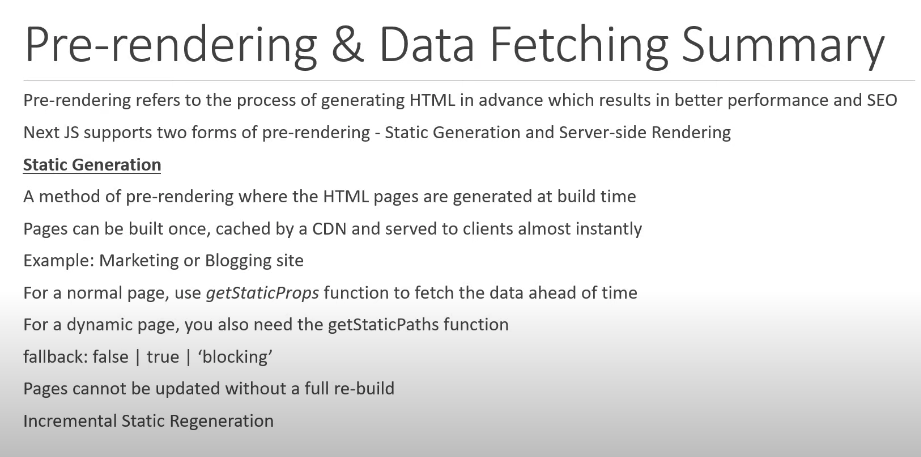 Pre-rendering & Data Fetching Summary
Pre-rendering refers to the process of generating HTML in advance which results in better performance and SEO
Next JS supports two forms of pre-rendering - Static Generation and Server-side Rendering
Static Generation
A method of pre-rendering where the HTML pages are generated at build time
Pages can be built once, cached by a CDN and served to clients almost instantly
Example: Marketing or Blogging site
For a normal page, use getStaticProps function to fetch the data ahead of time
For a dynamic page, you also need the getStaticPaths function
fallback: false | true | ‘blocking’
Pages cannot be updated without a full re-build
Incremental Static Regeneration